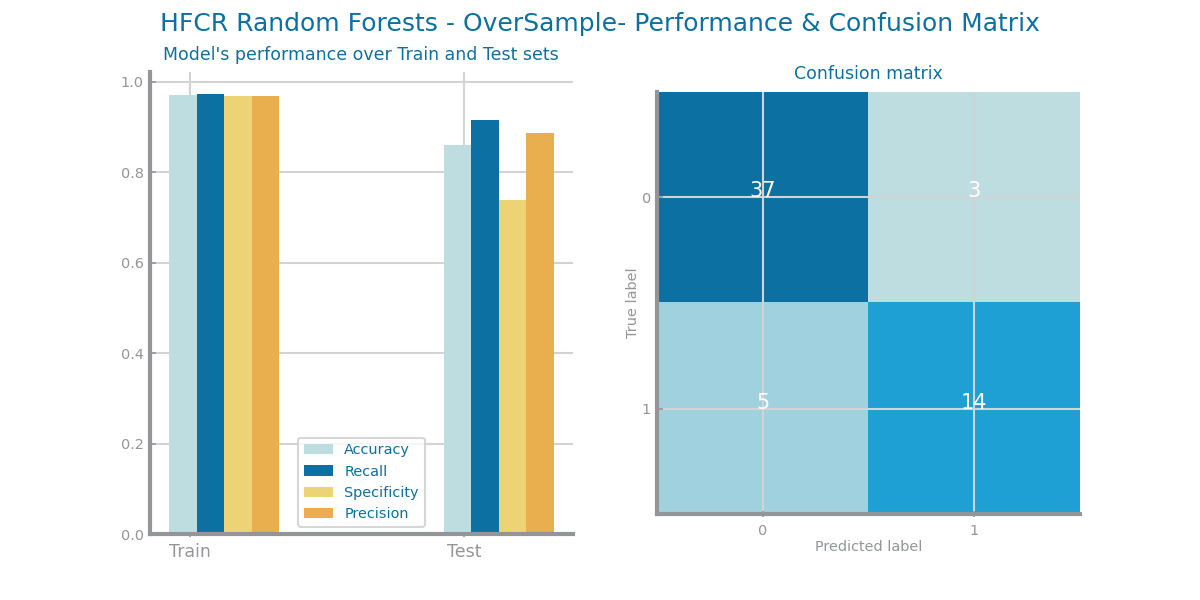 HFCR Random Forests - OverSample- Performance & Confusion Matrix
Model's performance over Train and Test sets
1.0
0.8
0.6
0.4
0.2
0.0
Train
Test
Accuracy
Recall
Specificity
Precision
Confusion matrix
True label
0
1
37
3
5
14
0
1
Predicted label